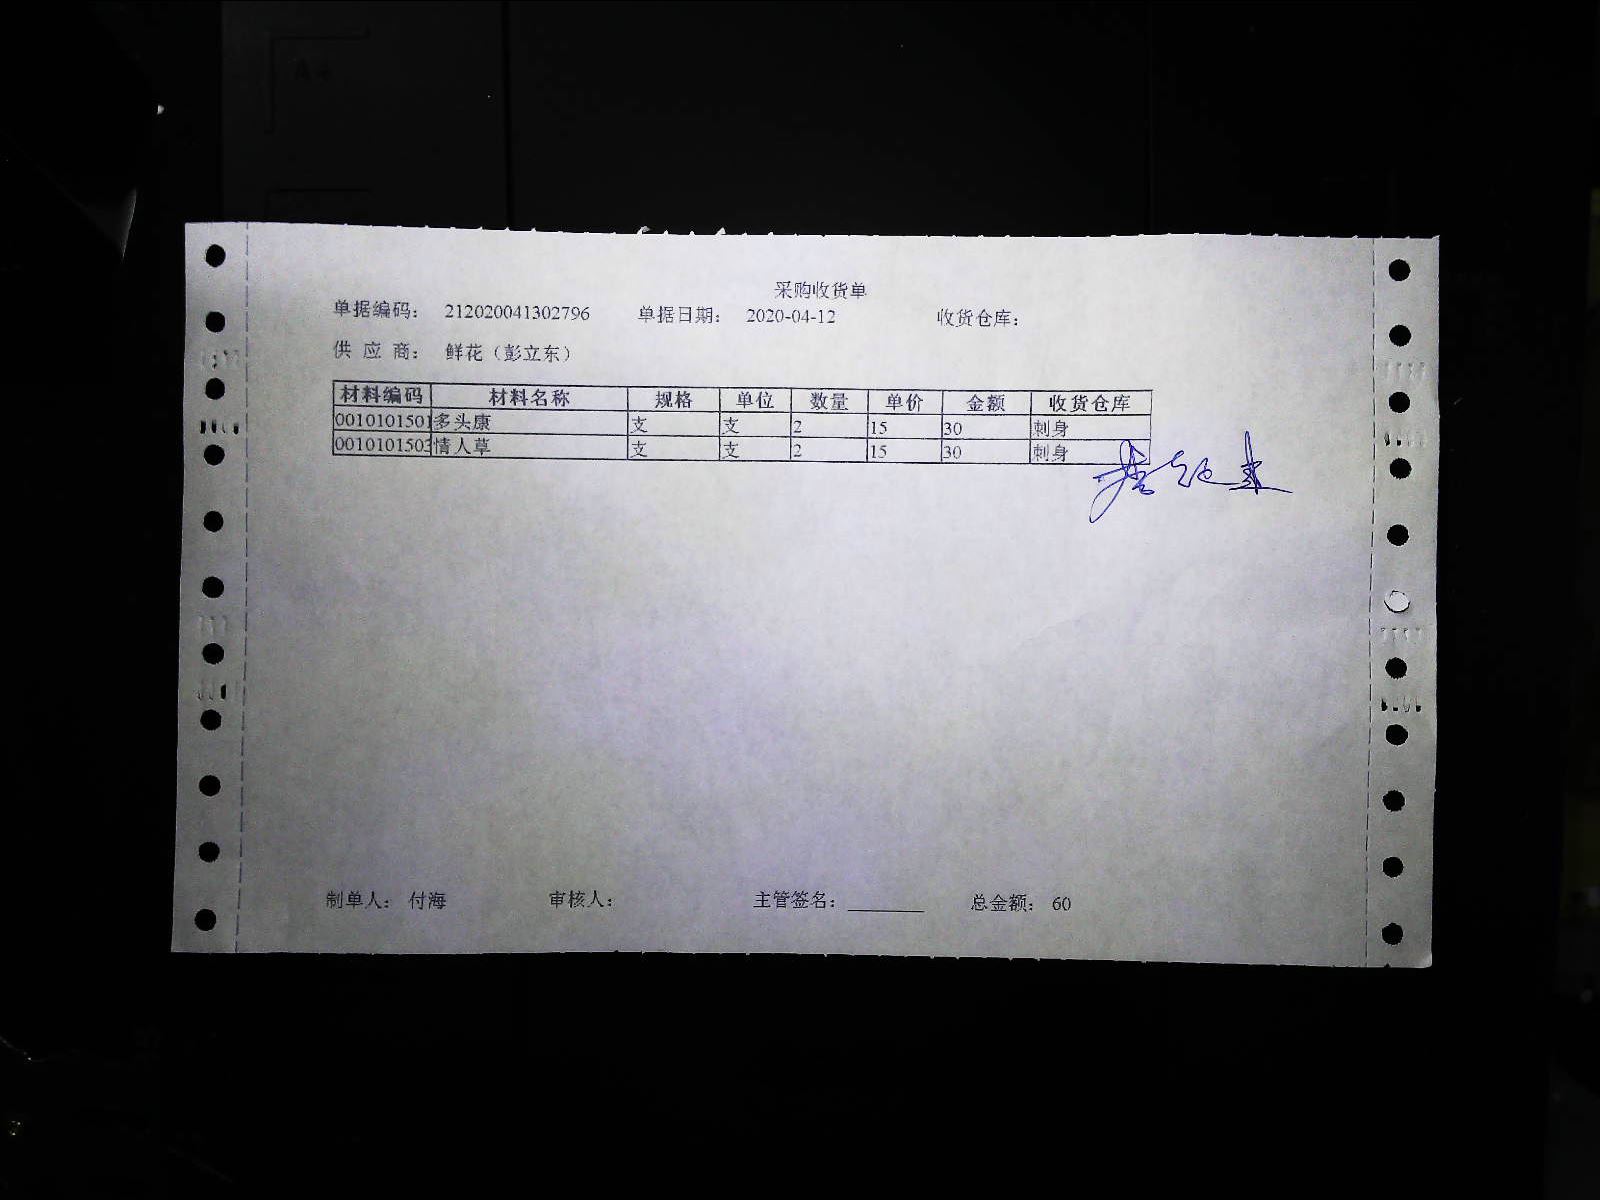 采购收货单
单据编码： 212020041302796 单据日期： 2020-04-12 收货仓库：
供 应 商： 鲜花（彭立东）
材料编码 材料名称 规格 单位 数量 单价 金额 收货仓库
0010101501 多头康 支 支 2 15 30 刺身
0010101503 情人草 支 支 2 15 30 刺身
制单人： 付海 审核人： 主管签名： 总金额： 60